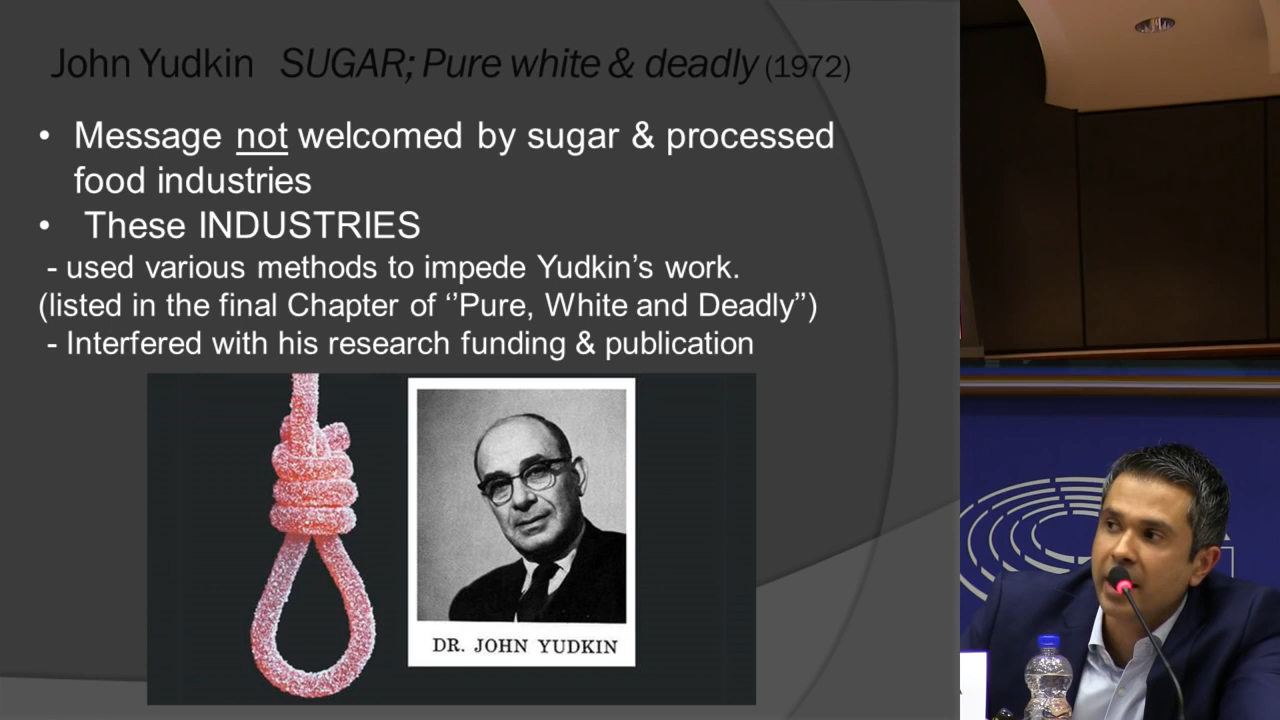 John Yudkin SUGAR; Pure white & deadly (1972)
• Message not welcomed by sugar & processed
food industries
• These INDUSTRIES
- used various methods to impede Yudkin’s work.
(listed in the final Chapter of ‘’Pure, White and Deadly’’)
- Interfered with his research funding & publication
DR. JOHN YUDKIN